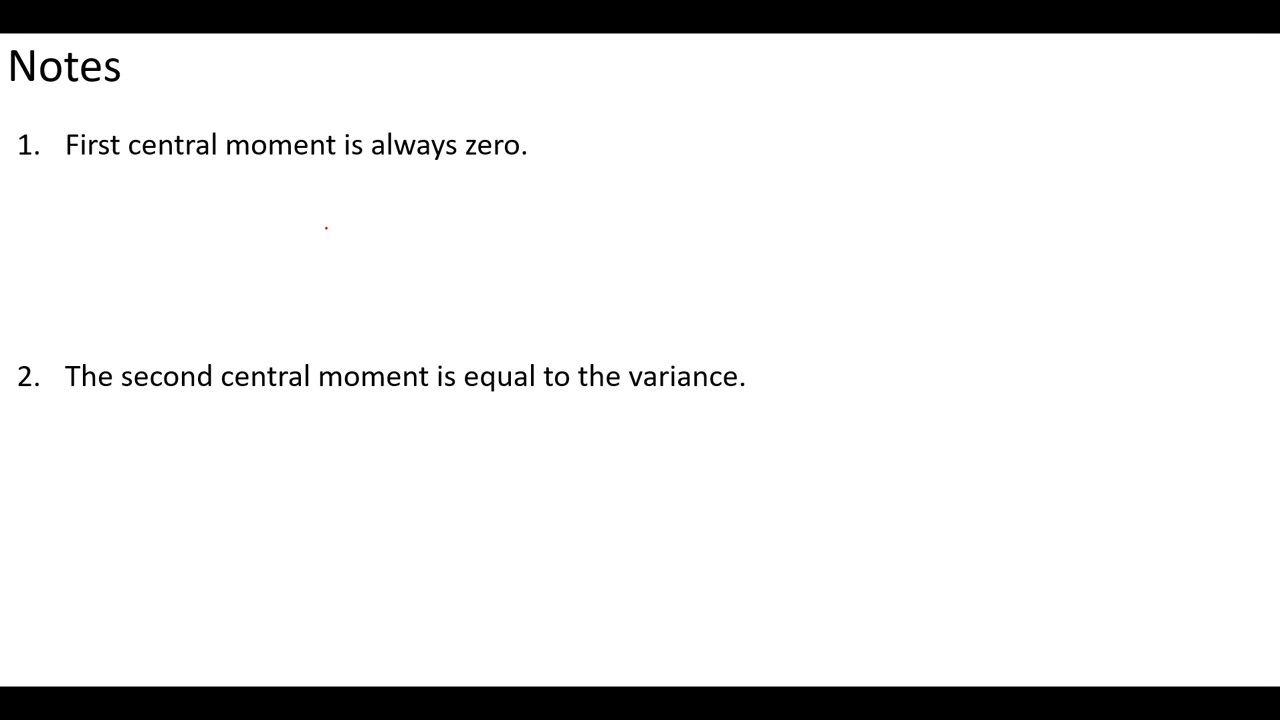 Notes
1. First central moment is always zero.
2. The second central moment is equal to the variance.